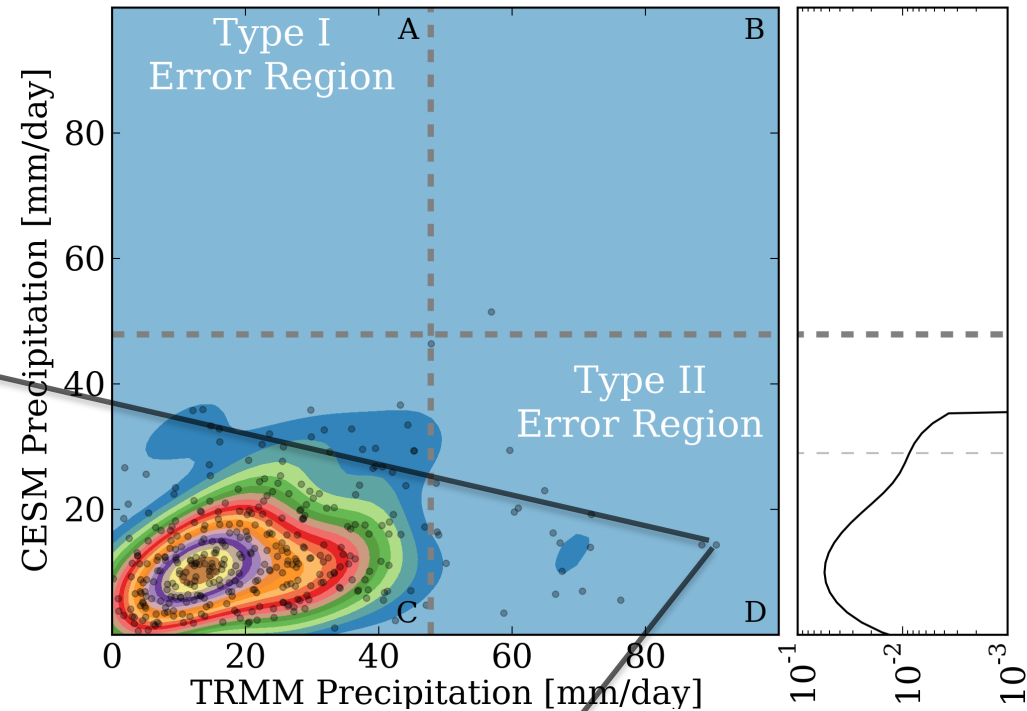 Type I
Error Region
A
B
CESM Precipitation [mm/day]
80
60
40
20
Type II
Error Region
C
D
0
20
40
60
80
TRMM Precipitation [mm/day]
10-1
10-2
10-3